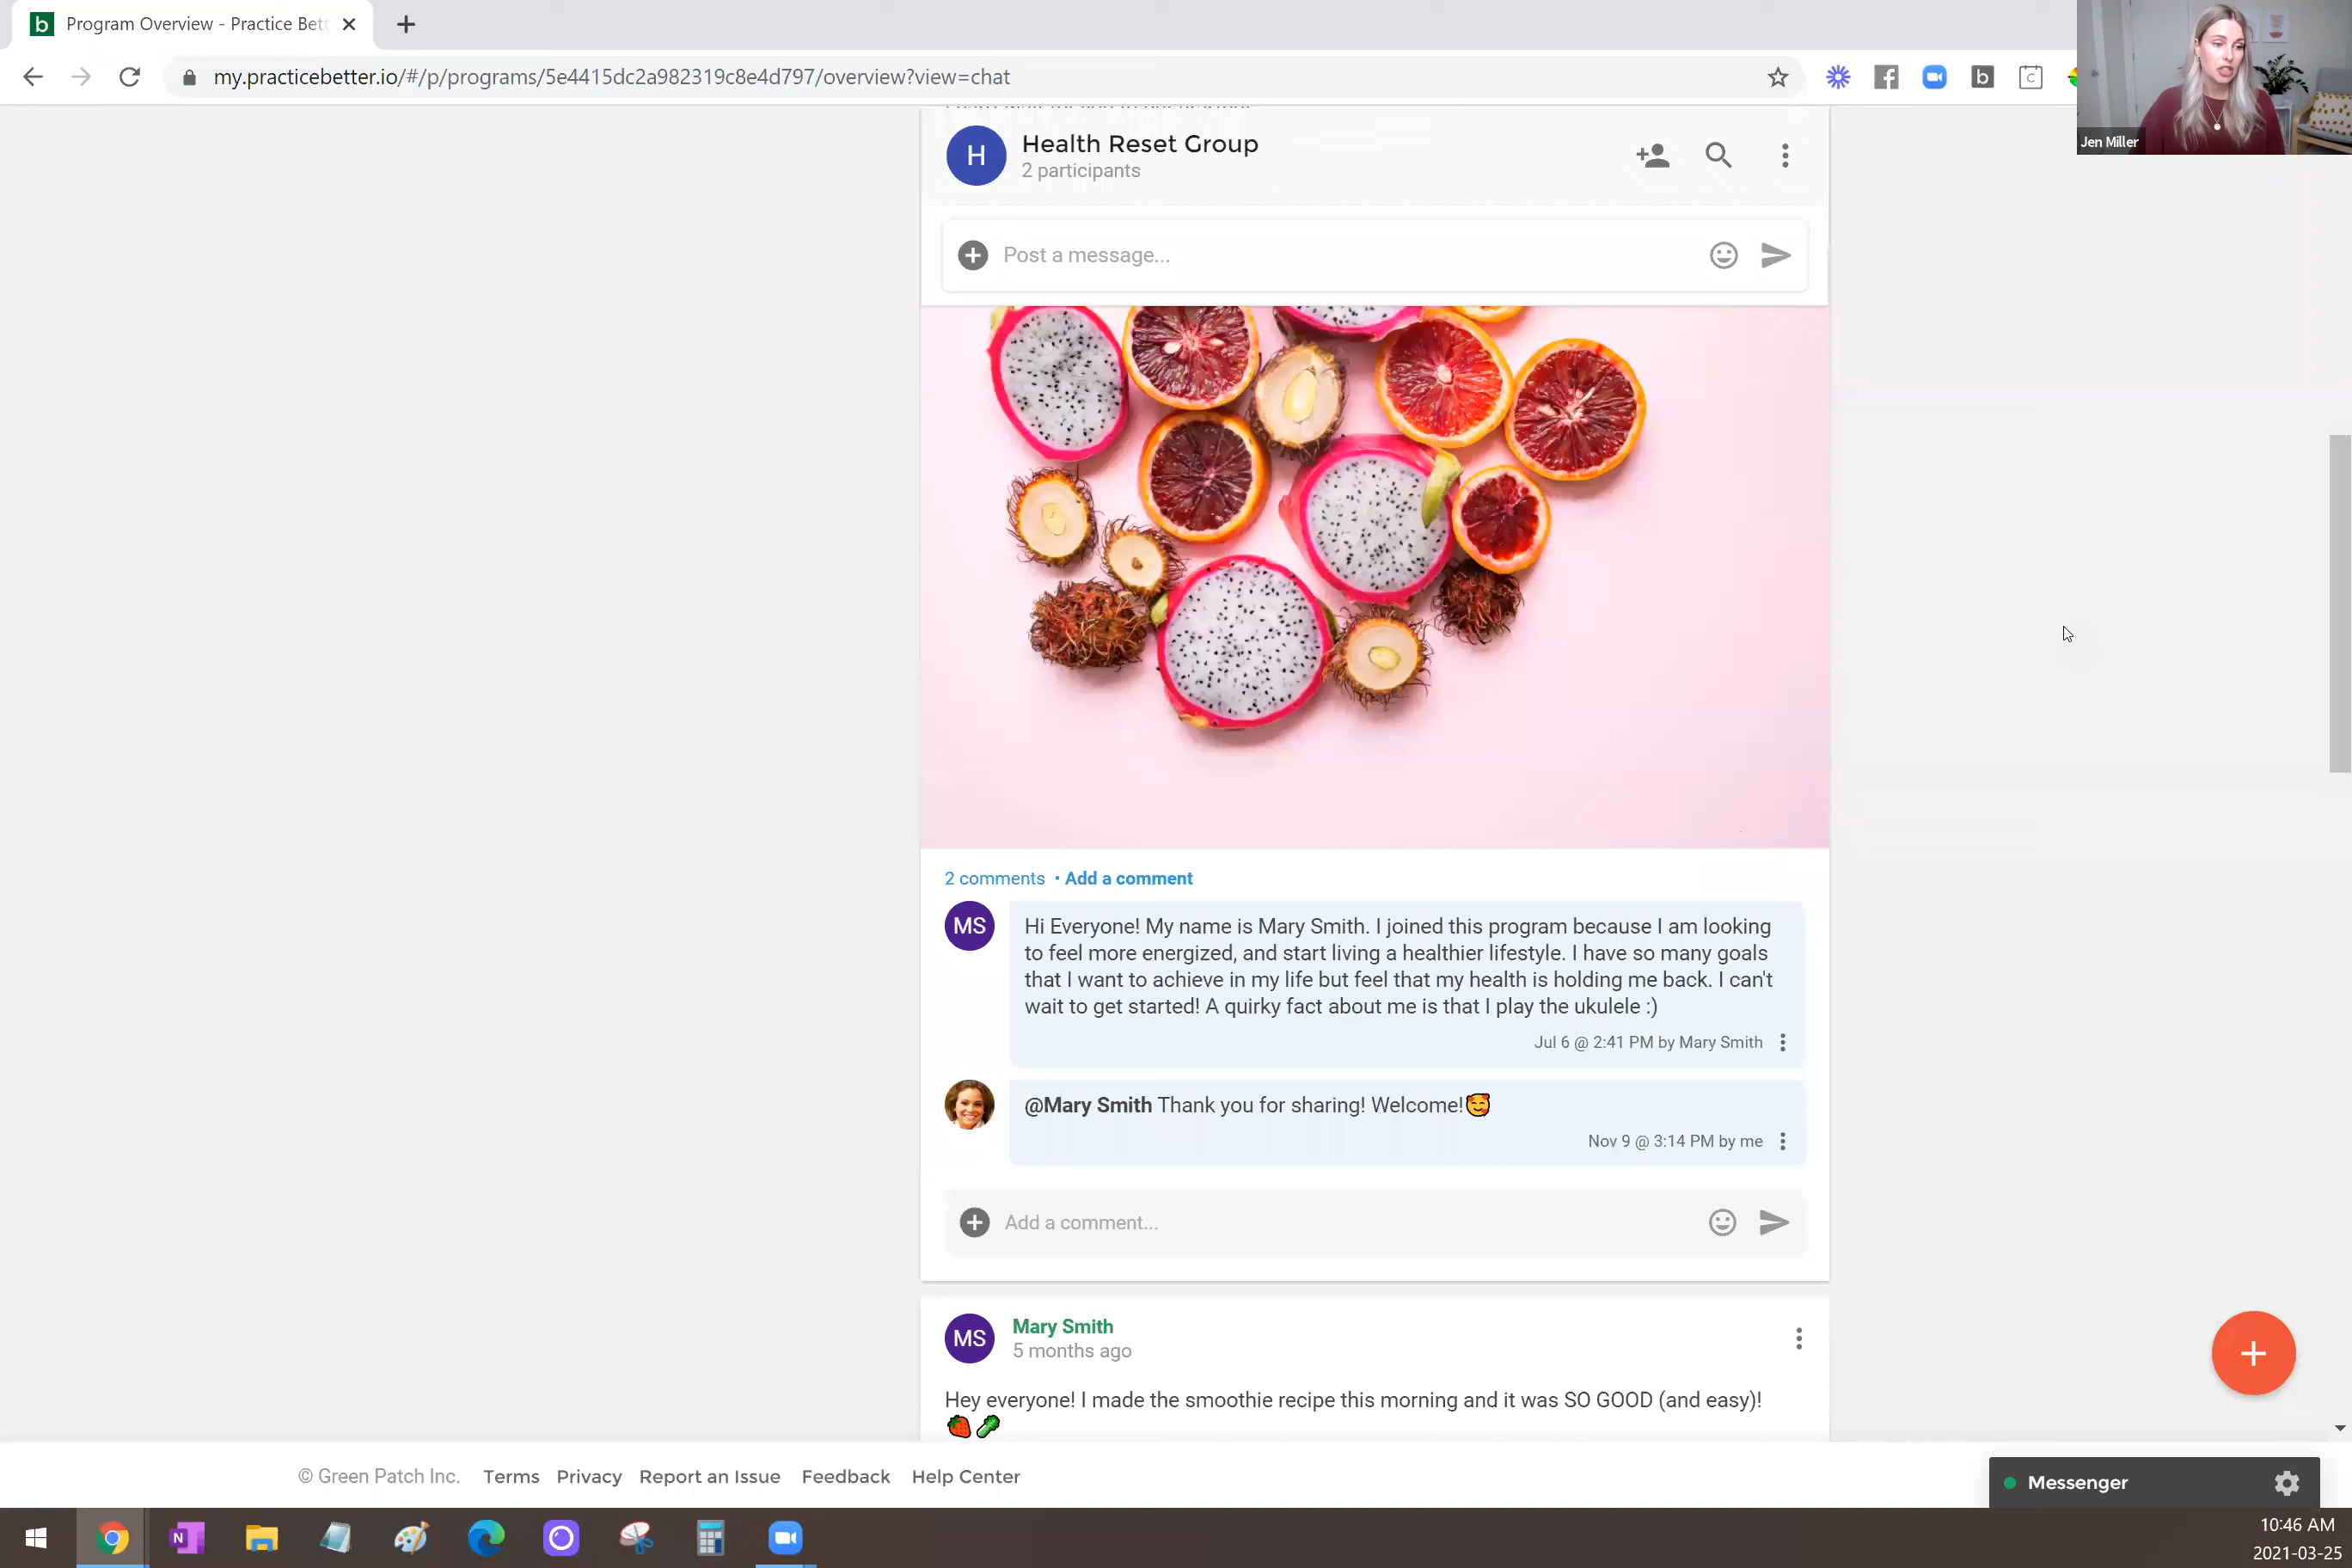 b Program Overview - Practice Bett
my.practicebetter.io/#/p/programs/5e4415dc2a982319c8e4d797/overview?view=chat
b
C
Jen Miller
H
Health Reset Group
2 participants
Post a message...
2 comments • Add a comment
MS
Hi Everyone! My name is Mary Smith. I joined this program because I am looking
to feel more energized, and start living a healthier lifestyle. I have so many goals
that I want to achieve in my life but feel that my health is holding me back. I can't
wait to get started! A quirky fact about me is that I play the ukulele :)
Jul 6 @ 2:41 PM by Mary Smith
@Mary Smith Thank you for sharing! Welcome!🥰
Nov 9 @ 3:14 PM by me
Add a comment...
MS
Mary Smith
5 months ago
Hey everyone! I made the smoothie recipe this morning and it was SO GOOD (and easy)!
🍓🥒
© Green Patch Inc. Terms Privacy Report an Issue Feedback Help Center
Messenger
N
10:46 AM
2021-03-25